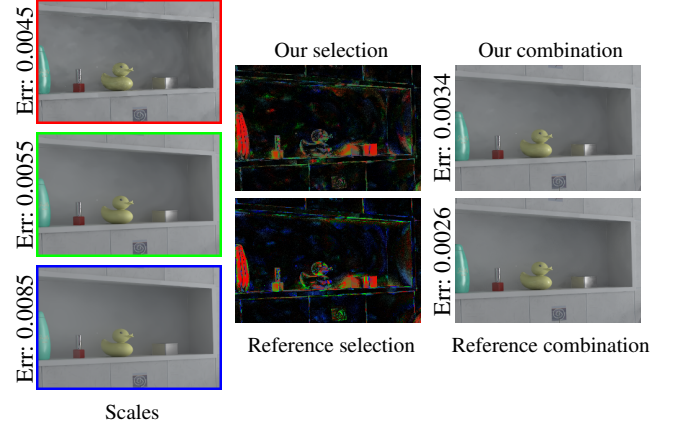 Err: 0.0045
Err: 0.0055
Err: 0.0085
Scales
Our selection
Reference selection
Our combination
Err: 0.0034
Err: 0.0026
Reference combination